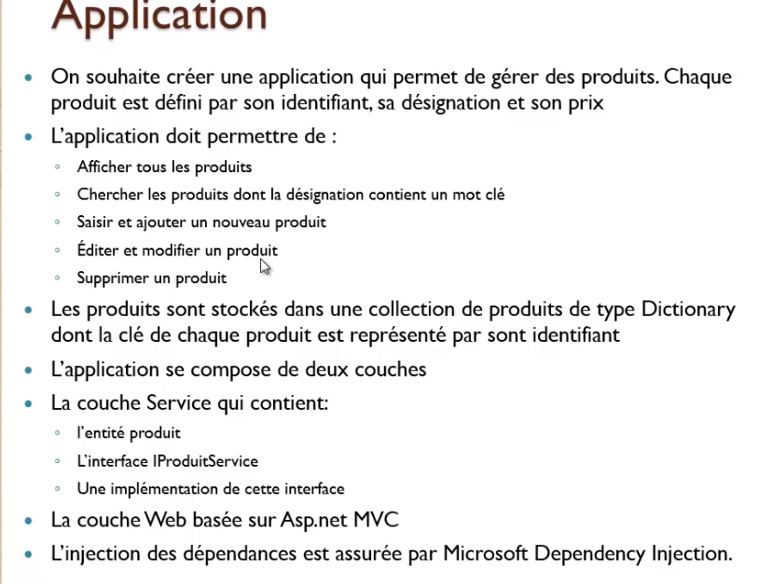 Application
On souhaite créer une application qui permet de gérer des produits. Chaque
produit est défini par son identifiant, sa désignation et son prix
L'application doit permettre de :
Afficher tous les produits
Chercher les produits dont la désignation contient un mot clé
Saisir et ajouter un nouveau produit
Éditer et modifier un produit
Supprimer un produit
Les produits sont stockés dans une collection de produits de type Dictionary
dont la clé de chaque produit est représenté par sont identifiant
L'application se compose de deux couches
La couche Service qui contient:
l'entité produit
L'interface IProduitService
Une implémentation de cette interface
La couche Web basée sur Asp.net MVC
L'injection des dépendances est assurée par Microsoft Dependency Injection.